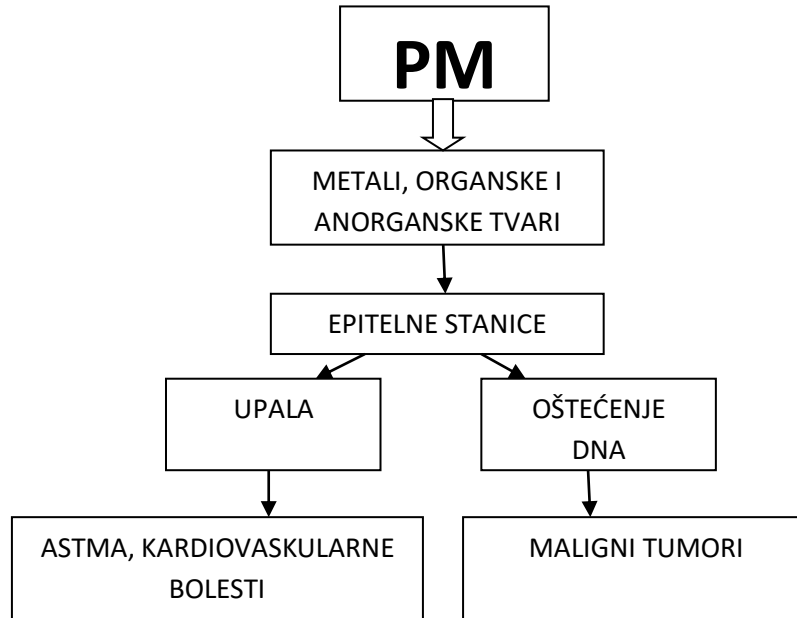 PM
METALI, ORGANSKE I
ANORGANSKE TVARI
EPITELNE STANICE
UPALA
OŠTEĆENJE
DNA
ASTMA, KARDIOVASKULARNE
BOLESTI
MALIGNI TUMORI